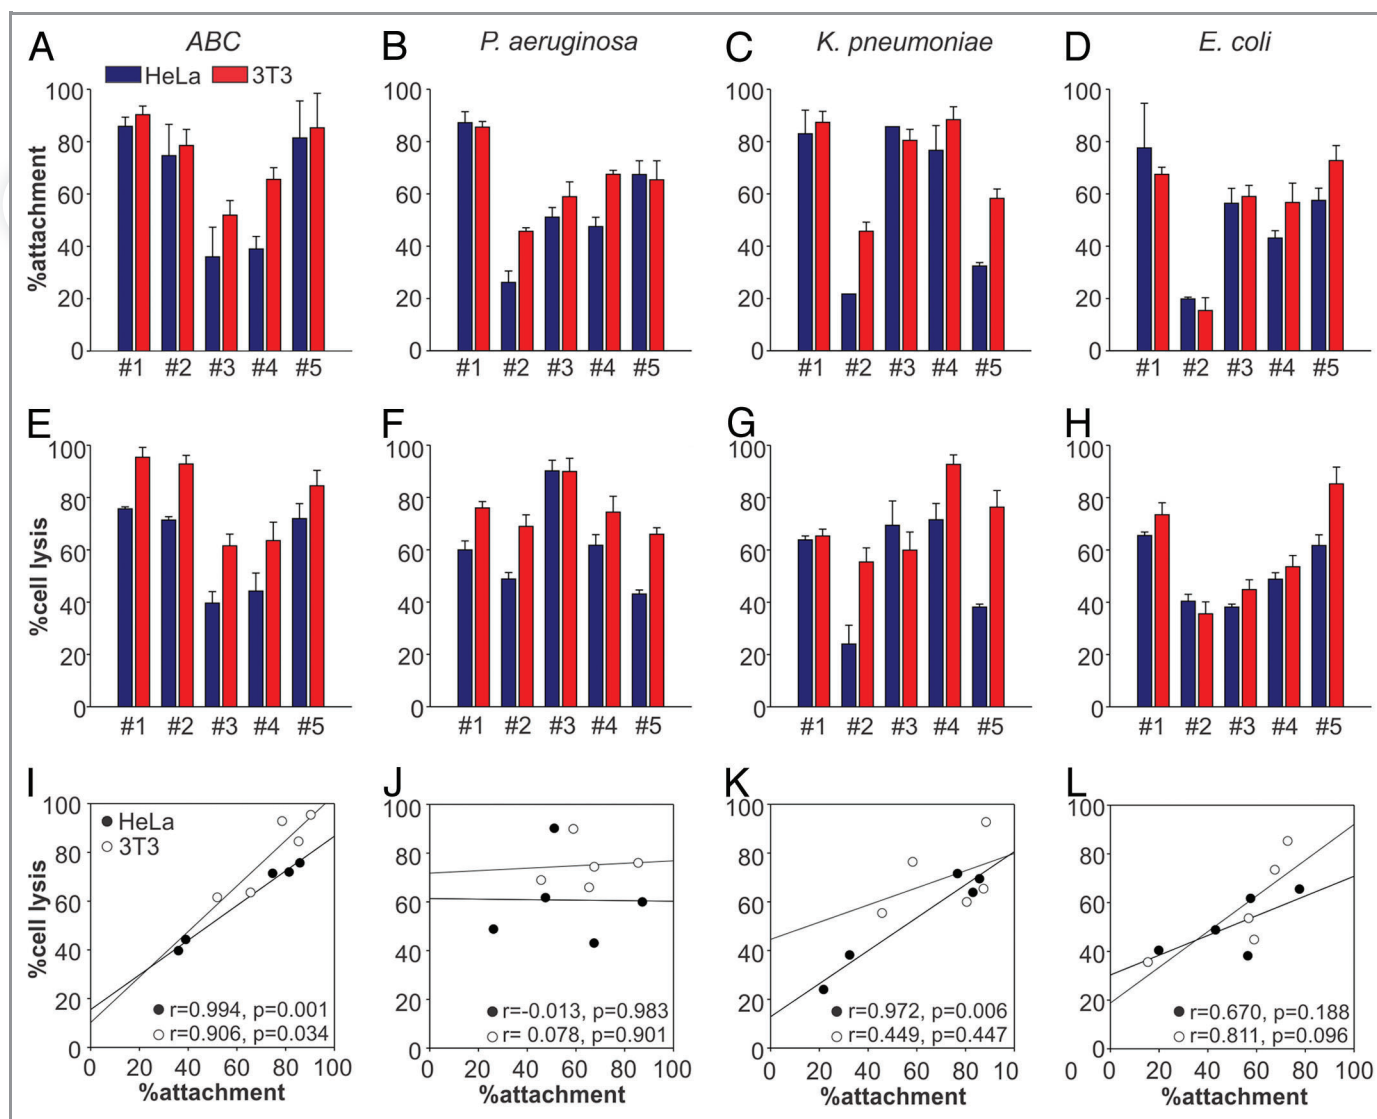 A ABC B P. aeruginosa C K. pneumoniae D E. coli
HeLa 3T3
%attachment
100 100 100 100
80 80 80 80
60 60 60 60
40 40 40 40
20 20 20 20
0 0 0 0
#1 #2 #3 #4 #5 #1 #2 #3 #4 #5 #1 #2 #3 #4 #5 #1 #2 #3 #4 #5
E F G H
%cell lysis
100 100 100 100
80 80 80 80
60 60 60 60
40 40 40 40
20 20 20 20
0 0 0 0
#1 #2 #3 #4 #5 #1 #2 #3 #4 #5 #1 #2 #3 #4 #5 #1 #2 #3 #4 #5
I J K L
%cell lysis
100 100 100 100
HeLa
3T3
80 80 80 80
60 60 60 60
40 40 40 40
20 20 20 20
r=0.994, p=0.001 r=-0.013, p=0.983 r=0.972, p=0.006 r=0.670, p=0.188
r=0.906, p=0.034 r= 0.078, p=0.901 r=0.449, p=0.447 r=0.811, p=0.096
0 0 0 0
0 20 40 60 80 100 0 20 40 60 80 100 0 20 40 60 80 10 0 0 20 40 60 80 100
%attachment %attachment %attachment %attachment